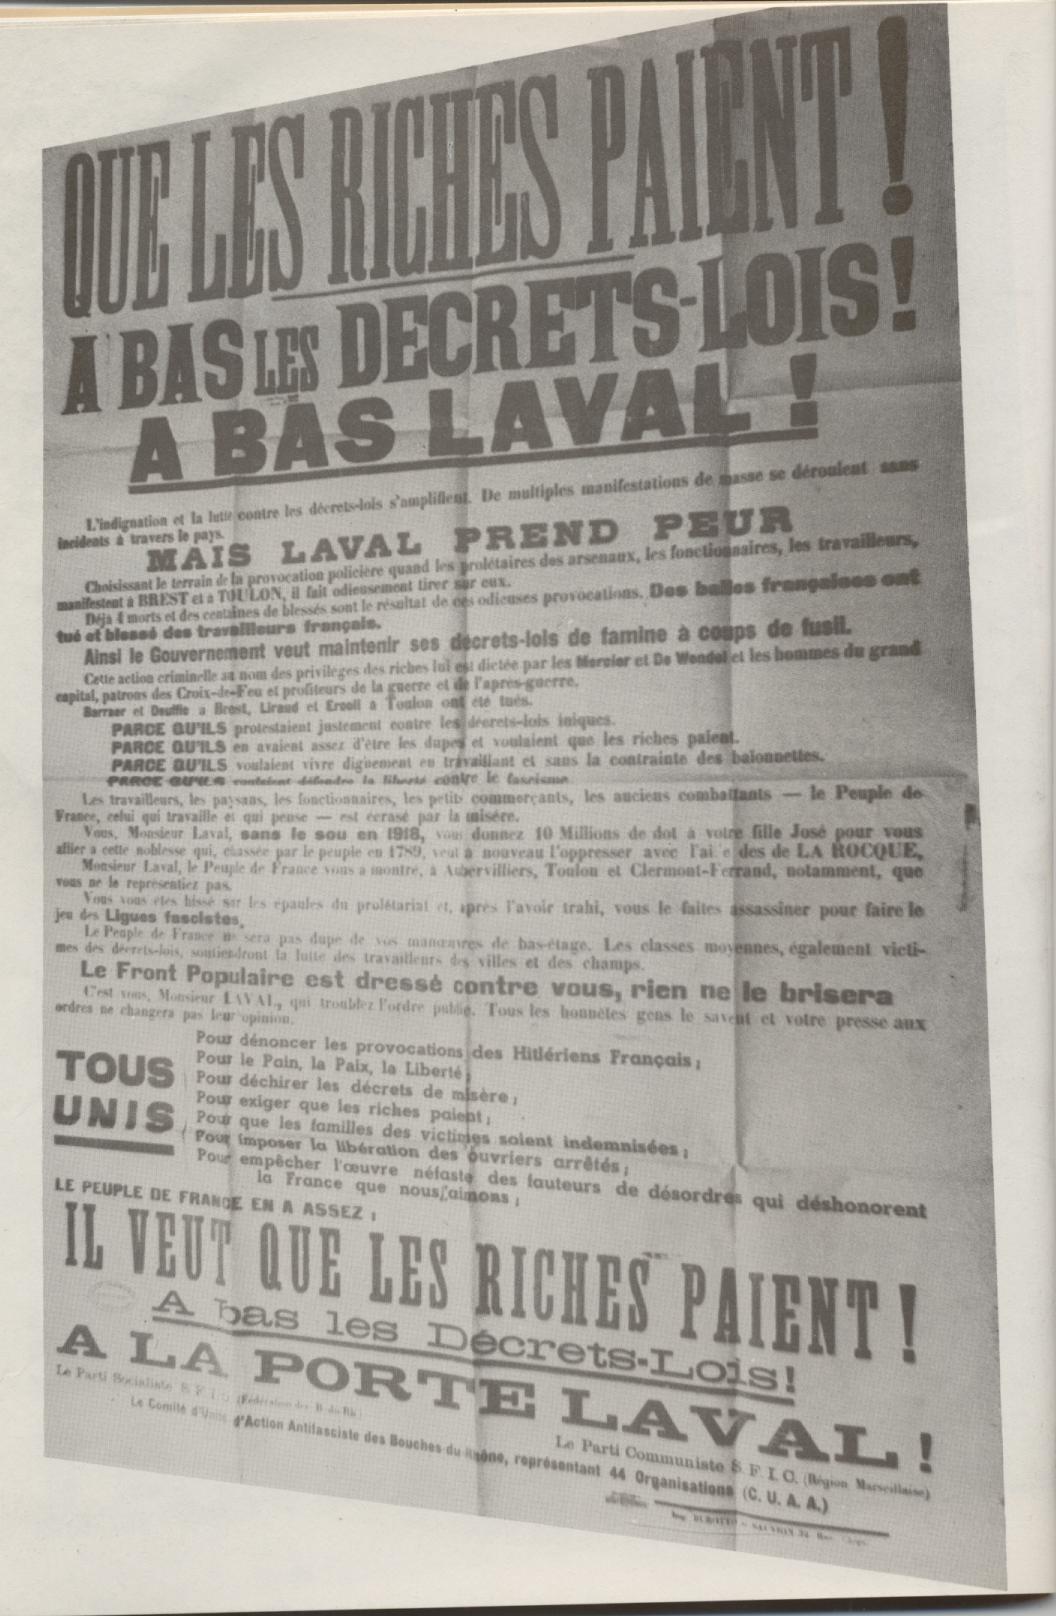 QUE LES RICHES PAIENT !
A BAS LES DECRETS-LOIS !
A BAS LAVAL !
L'indignation et la lutte contre les décrets-lois s'amplifient. De multiples manifestations de masse se déroulent sans
incidents à travers le pays.
MAIS LAVAL PREND PEUR
Choisissant le terrain de la provocation policière quand les prolétaires des arsenaux, les fonctionnaires, les travailleurs,
manifestent à BREST et à TOULON, il fait odieusement tirer sur eux.
Déjà 4 morts et des centaines de blessés sont le résultat de ces odieuses provocations. Des balles françaises ont
tué et blessé des travailleurs français.
Ainsi le Gouvernement veut maintenir ses décrets-lois de famine à coups de fusil.
Cette action criminelle au nom des privilèges des riches lui est dictée par les Mercier et De Wendel et les hommes du grand
capital, patrons des Croix-de-Feu et profiteurs de la guerre et de l'après-guerre.
Barraer et Deuffic à Brest, Liraud et Ercoli à Toulon ont été tués.
PARCE QU'ILS protestaient justement contre les décrets-lois iniques.
PARCE QU'ILS en avaient assez d'être les dupes et voulaient que les riches paient.
PARCE QU'ILS voulaient vivre dignement en travaillant et sans la contrainte des baïonnettes.
PARCE QU'ILS voulaient défendre la liberté contre le fascisme
Les travailleurs, les paysans, les fonctionnaires, les petits commerçants, les anciens combattants — le Peuple de
France, celui qui travaille et qui pense — est écrasé par la misère.
Vous, Monsieur Laval, sans le sou en 1918, vous donnez 10 Millions de dot à votre fille José pour vous
allier a cette noblesse qui, chassée par le peuple en 1789, veut à nouveau l'oppresser avec l'aide des de LA ROCQUE,
Monsieur Laval, le Peuple de France vous a montré, à Aubervilliers, Toulon et Clermont-Ferrand, notamment, que
vous ne le représentiez pas.
Vous vous êtes hissé sur les épaules du prolétariat et, après l'avoir trahi, vous le faites assassiner pour faire le
jeu des Ligues fascistes.
Le Peuple de France ne sera pas dupe de vos manœuvres de bas-étage. Les classes moyennes, également victi-
mes des décrets-lois, soutiendront la lutte des travailleurs des villes et des champs.
Le Front Populaire est dressé contre vous, rien ne le brisera
C'est vous, Monsieur LAVAL, qui troublez l'ordre public. Tous les honnêtes gens le savent et votre presse aux
ordres ne changera pas leur opinion.
TOUS
UNIS
Pour dénoncer les provocations des Hitlériens Français ;
Pour le Pain, la Paix, la Liberté ;
Pour déchirer les décrets de misère ;
Pour exiger que les riches paient ;
Pour que les familles des victimes soient indemnisées ;
Pour imposer la libération des ouvriers arrêtés ;
Pour empêcher l'œuvre néfaste des fauteurs de désordres qui déshonorent
la France que nous aimons ;
LE PEUPLE DE FRANCE EN A ASSEZ ;
IL VEUT QUE LES RICHES PAIENT !
A bas les Décrets-Lois !
A LA PORTE LAVAL !
Le Parti Socialiste S. F. I. O (Fédération des B. du Rh.)
Le Parti Communiste S. F. I. C. (Région Marseillaise)
Le Comité d'Unité d'Action Antifasciste des Bouches-du-Rhône, représentant 44 Organisations (C. U. A. A.)